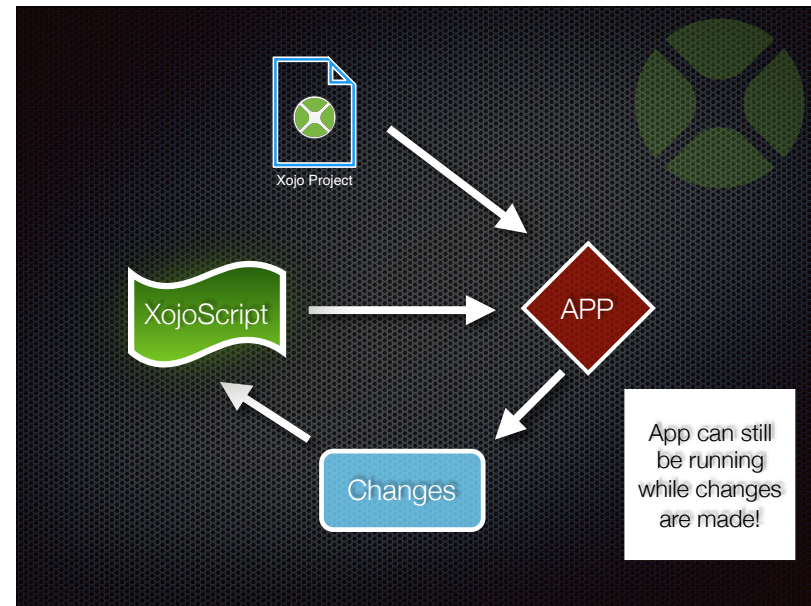 Xojo Project
XojoScript
APP
Changes
App can still
be running
while changes
are made!